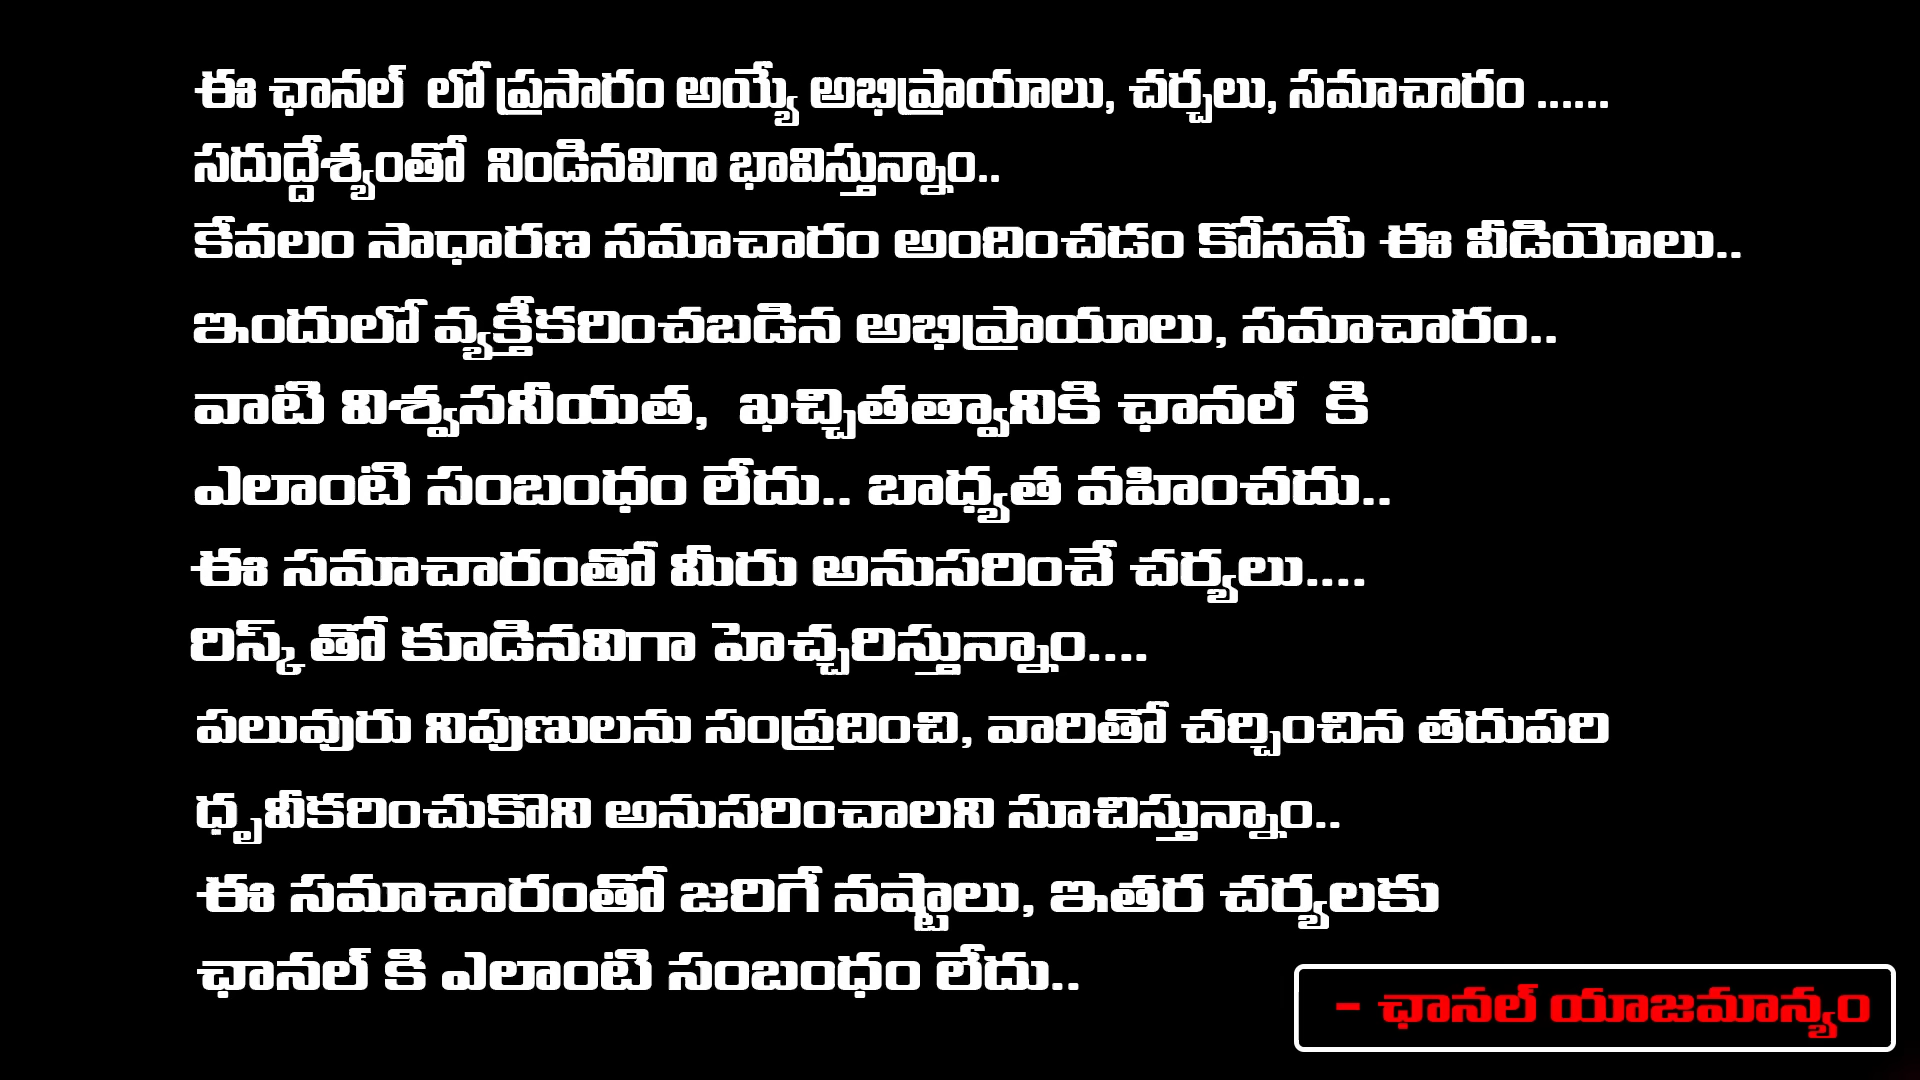 ఈ ఛానల్ లో ప్రసారం అయ్యే అభిప్రాయాలు, చర్చలు, సమాచారం ......
సదుద్దేశ్యంతో నిండినవిగా భావిస్తున్నాం..
కేవలం సాధారణ సమాచారం అందించడం కోసమే ఈ వీడియోలు..
ఇందులో వ్యక్తీకరించబడిన అభిప్రాయాలు, సమాచారం..
వాటి విశ్వసనీయత, ఖచ్చితత్వానికి ఛానల్ కి
ఎలాంటి సంబంధం లేదు.. బాధ్యత వహించదు..
ఈ సమాచారంతో మీరు అనుసరించే చర్యలు....
రిస్క్ తో కూడినవిగా హెచ్చరిస్తున్నాం....
పలువురు నిపుణులను సంప్రదించి, వారితో చర్చించిన తదుపరి
ధృవీకరించుకొని అనుసరించాలని సూచిస్తున్నాం..
ఈ సమాచారంతో జరిగే నష్టాలు, ఇతర చర్యలకు
ఛానల్ కి ఎలాంటి సంబంధం లేదు..
- ఛానల్ యాజమాన్యం